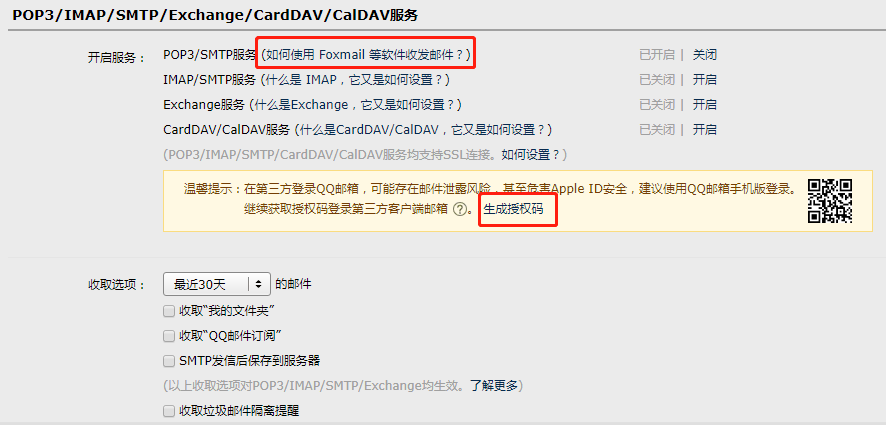 POP3/IMAP/SMTP/Exchange/CardDAV/CalDAV服务
开启服务： POP3/SMTP服务 (如何使用 Foxmail 等软件收发邮件？) 已开启 | 关闭
IMAP/SMTP服务 (什么是 IMAP，它又是如何设置？) 已关闭 | 开启
Exchange服务 (什么是Exchange，它又是如何设置？) 已关闭 | 开启
CardDAV/CalDAV服务 (什么是CardDAV/CalDAV，它又是如何设置？) 已关闭 | 开启
(POP3/IMAP/SMTP/CardDAV/CalDAV服务均支持SSL连接。如何设置？)
温馨提示：在第三方登录QQ邮箱，可能存在邮件泄露风险，甚至危害Apple ID安全，建议使用QQ邮箱手机版登录。
继续获取授权码登录第三方客户端邮箱 ?。 生成授权码
收取选项： 最近30天 的邮件
收取“我的文件夹”
收取“QQ邮件订阅”
SMTP发信后保存到服务器
(以上收取选项对POP3/IMAP/SMTP/Exchange均生效。了解更多)
收取垃圾邮件隔离提醒